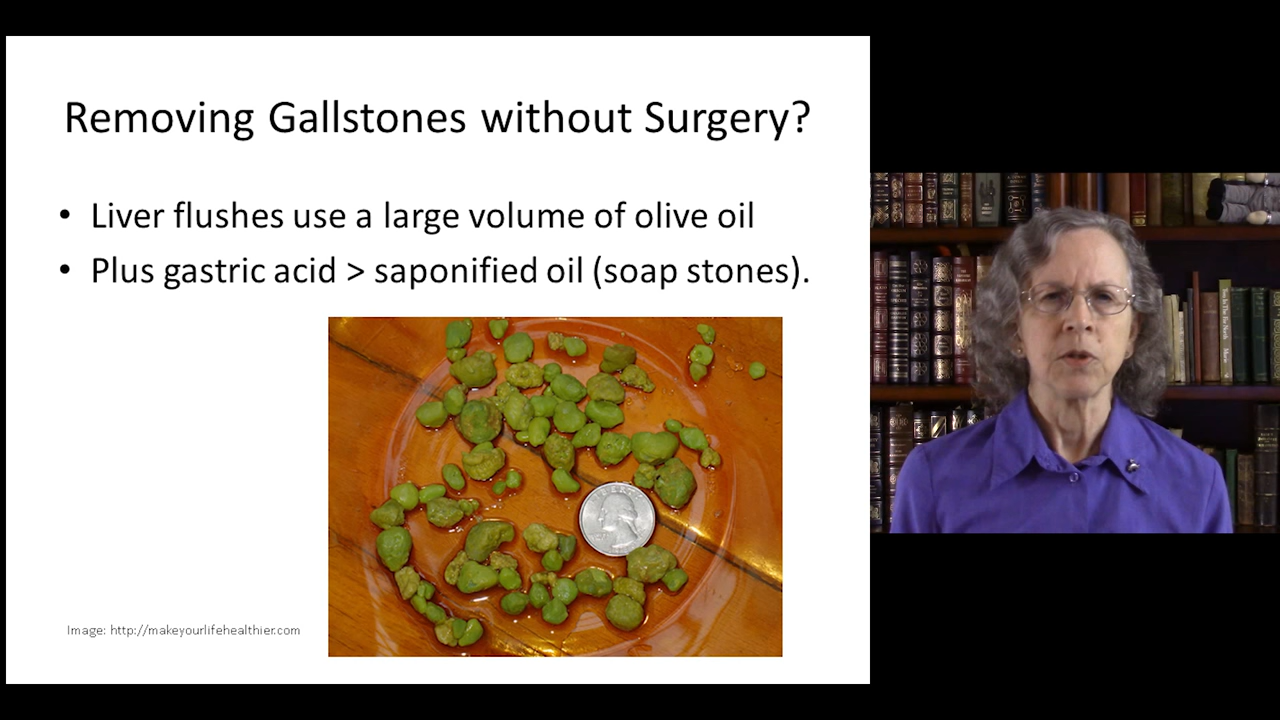 Removing Gallstones without Surgery?
• Liver flushes use a large volume of olive oil
• Plus gastric acid > saponified oil (soap stones).
Image: http://makeyourlifehealthier.com